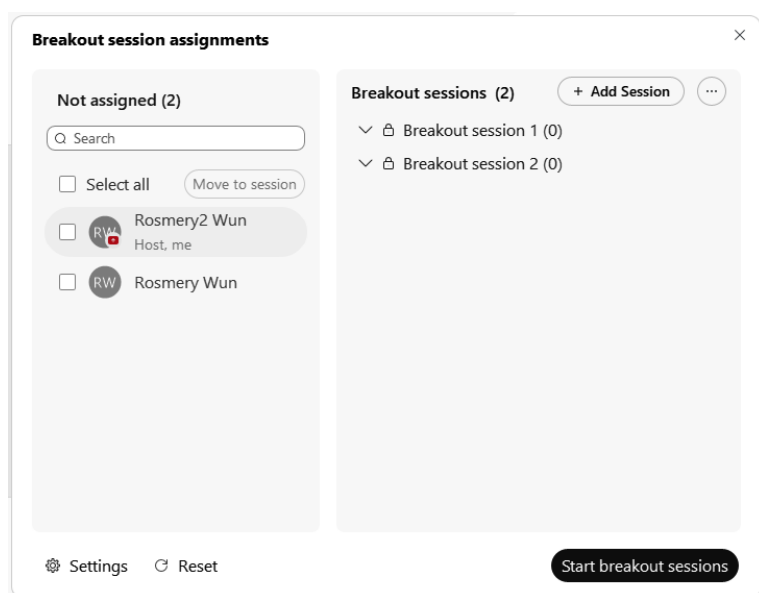 Breakout session assignments
Not assigned (2)
Search
Select all
Move to session
RW
Rosmery2 Wun
Host, me
RW
Rosmery Wun
Breakout sessions (2)
+ Add Session
...
Breakout session 1 (0)
Breakout session 2 (0)
Settings
Reset
Start breakout sessions